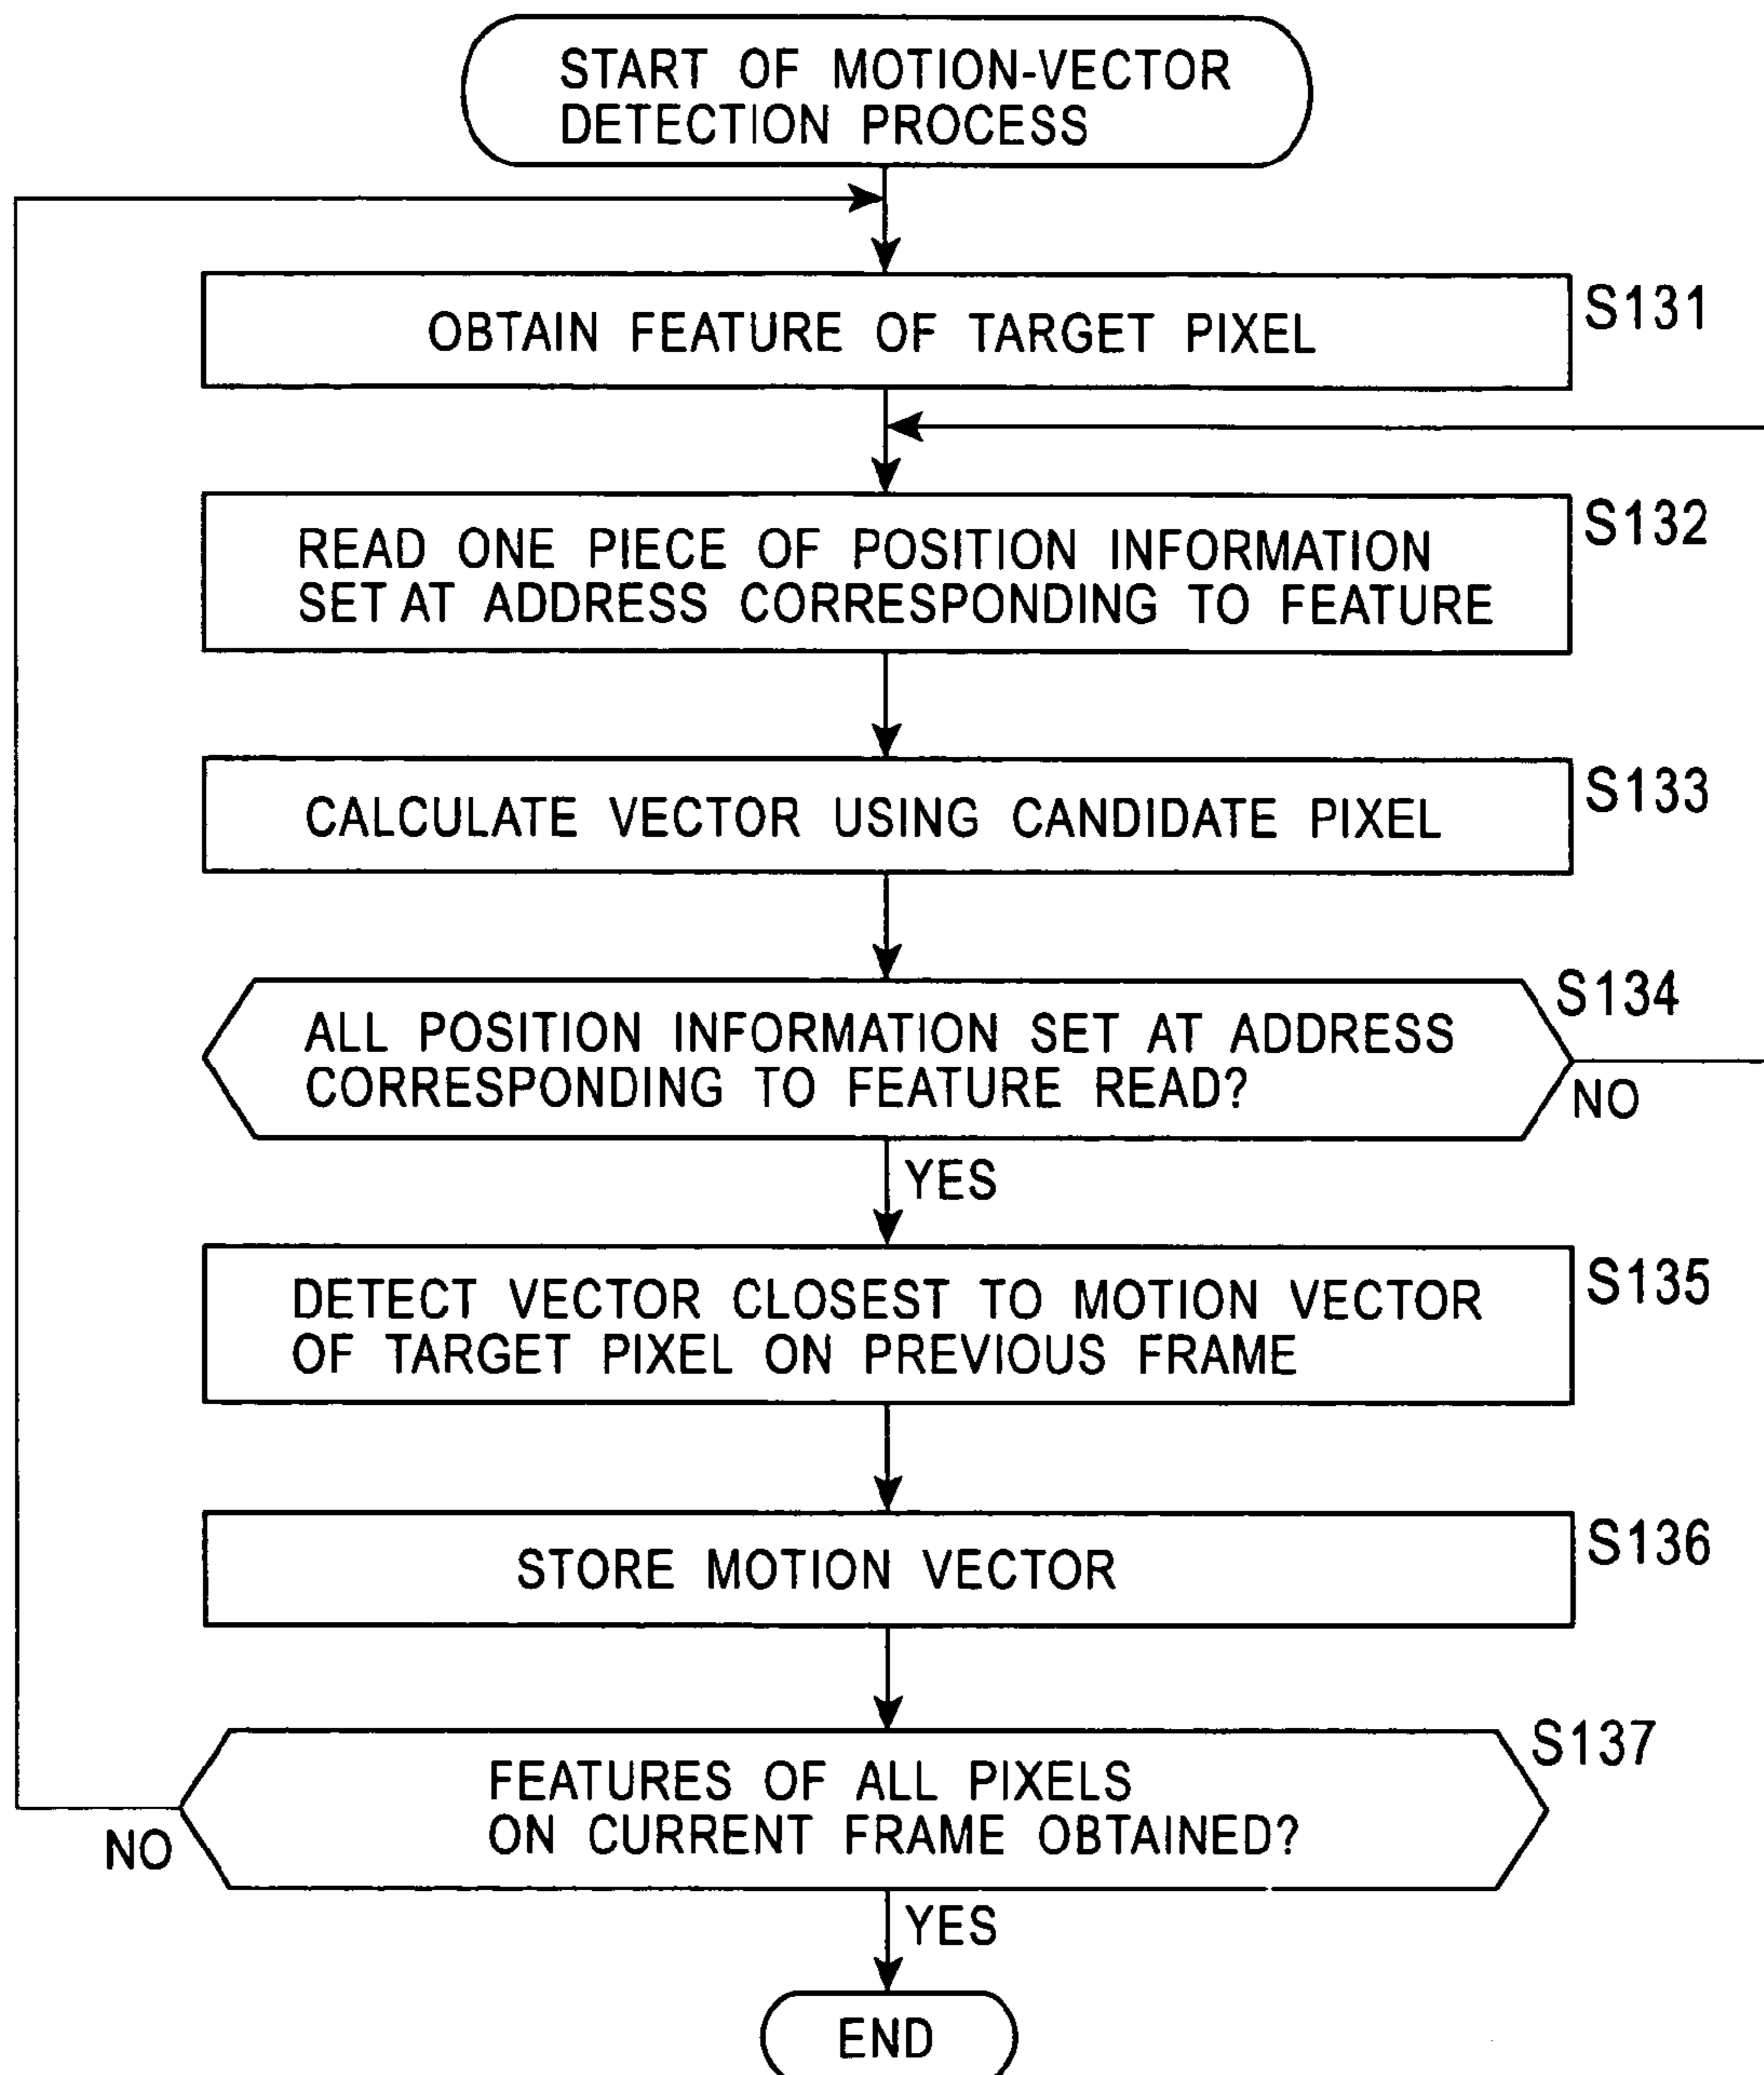 START OF MOTION-VECTOR
DETECTION PROCESS
OBTAIN FEATURE OF TARGET PIXEL
S131
READ ONE PIECE OF POSITION INFORMATION
SET AT ADDRESS CORRESPONDING TO FEATURE
S132
CALCULATE VECTOR USING CANDIDATE PIXEL
S133
ALL POSITION INFORMATION SET AT ADDRESS
CORRESPONDING TO FEATURE READ?
S134
NO
YES
DETECT VECTOR CLOSEST TO MOTION VECTOR
OF TARGET PIXEL ON PREVIOUS FRAME
S135
STORE MOTION VECTOR
S136
FEATURES OF ALL PIXELS
ON CURRENT FRAME OBTAINED?
S137
NO
YES
END